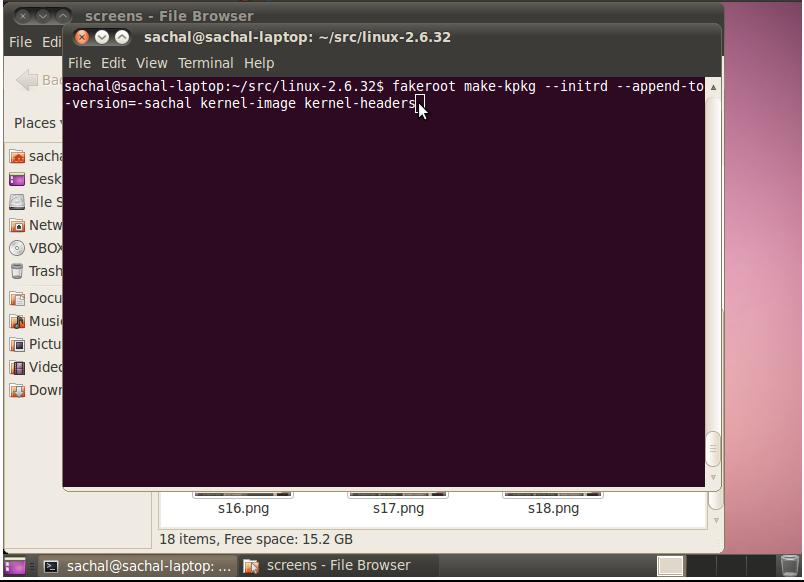 screens - File Browser
sachal@sachal-laptop: ~/src/linux-2.6.32
File Edi
File Edit View Terminal Help
sachal@sachal-laptop:~/src/linux-2.6.32$ fakeroot make-kpkg --initrd --append-to
-version=-sachal kernel-image kernel-headers
Bac
Places
sacha
Desk
File S
Netw
VBOX
Trash
Docu
Music
Pictu
Video
Down
s16.png
s17.png
s18.png
18 items, Free space: 15.2 GB
sachal@sachal-laptop: ...
screens - File Browser